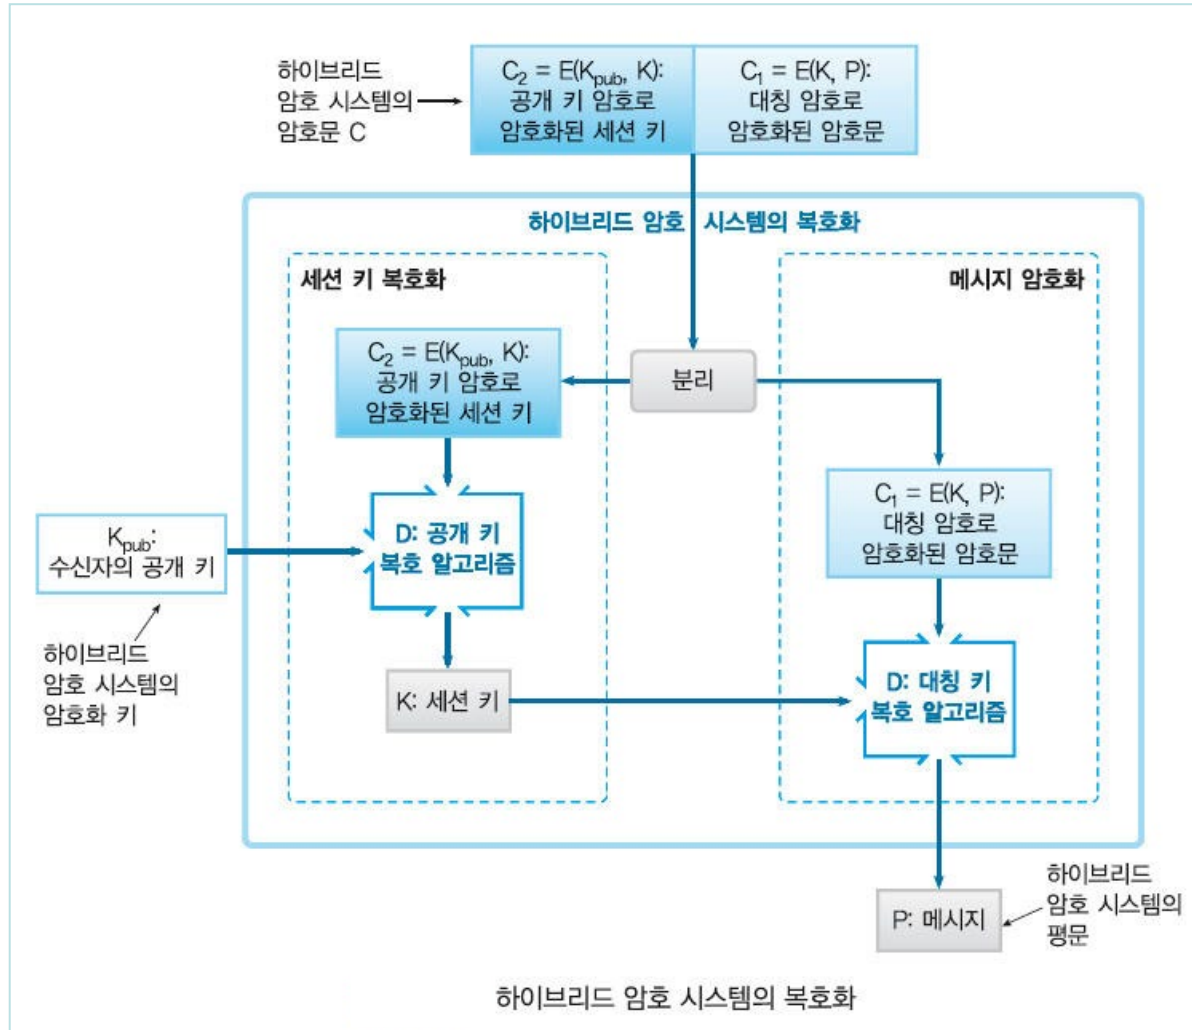 하이브리드
암호 시스템의
암호문 C
C₂ = E(Kpub, K):
공개 키 암호로
암호화된 세션 키
C₁ = E(K, P):
대칭 암호로
암호화된 암호문
하이브리드 암호 시스템의 복호화
세션 키 복호화
메시지 암호화
C₂ = E(Kpub, K):
공개 키 암호로
암호화된 세션 키
분리
C₁ = E(K, P):
대칭 암호로
암호화된 암호문
Kpub:
수신자의 공개 키
D: 공개 키
복호 알고리즘
하이브리드
암호 시스템의
암호화 키
K: 세션 키
D: 대칭 키
복호 알고리즘
P: 메시지
하이브리드
암호 시스템의
평문
하이브리드 암호 시스템의 복호화